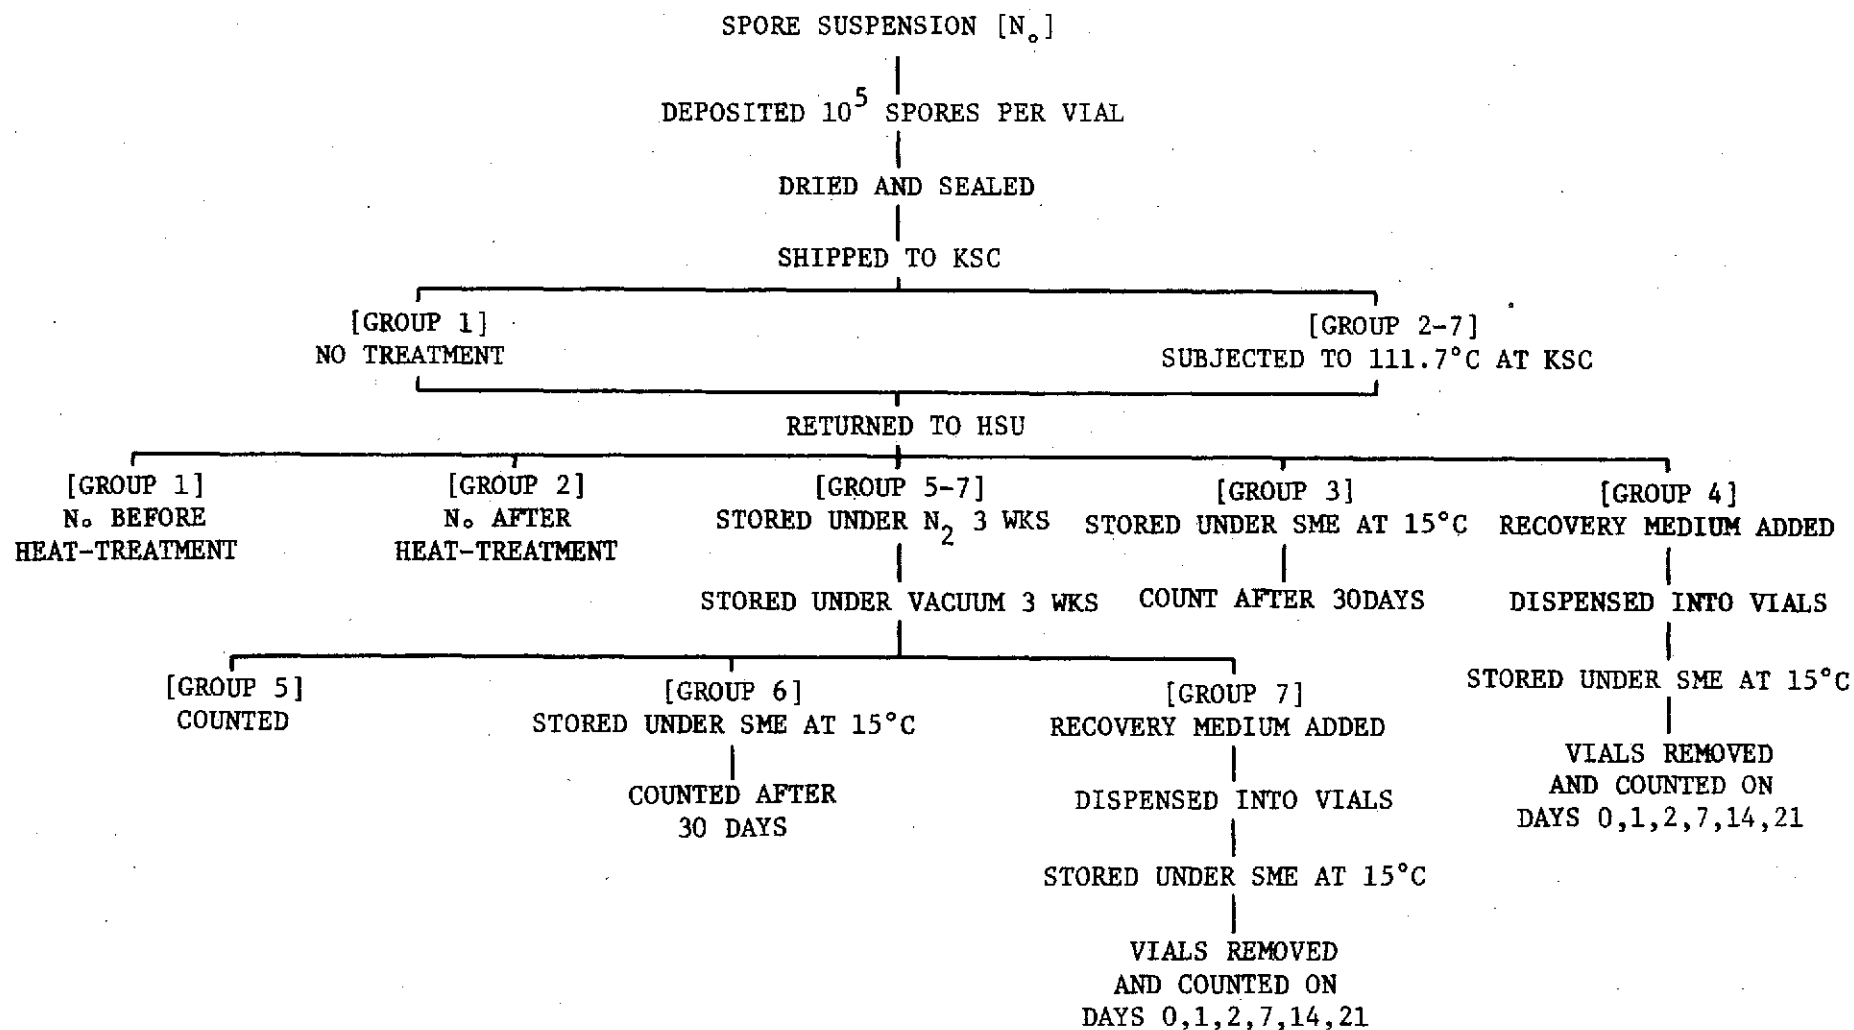 SPORE SUSPENSION [N₀]
DEPOSITED 10⁵ SPORES PER VIAL
DRIED AND SEALED
SHIPPED TO KSC
[GROUP 1]
NO TREATMENT
[GROUP 2-7]
SUBJECTED TO 111.7°C AT KSC
RETURNED TO HSU
[GROUP 1]
N₀ BEFORE
HEAT-TREATMENT
[GROUP 2]
N₀ AFTER
HEAT-TREATMENT
[GROUP 5-7]
STORED UNDER N₂ 3 WKS
STORED UNDER VACUUM 3 WKS
[GROUP 3]
STORED UNDER SME AT 15°C
COUNT AFTER 30DAYS
[GROUP 4]
RECOVERY MEDIUM ADDED
DISPENSED INTO VIALS
STORED UNDER SME AT 15°C
VIALS REMOVED
AND COUNTED ON
DAYS 0,1,2,7,14,21
[GROUP 5]
COUNTED
[GROUP 6]
STORED UNDER SME AT 15°C
COUNTED AFTER
30 DAYS
[GROUP 7]
RECOVERY MEDIUM ADDED
DISPENSED INTO VIALS
STORED UNDER SME AT 15°C
VIALS REMOVED
AND COUNTED ON
DAYS 0,1,2,7,14,21